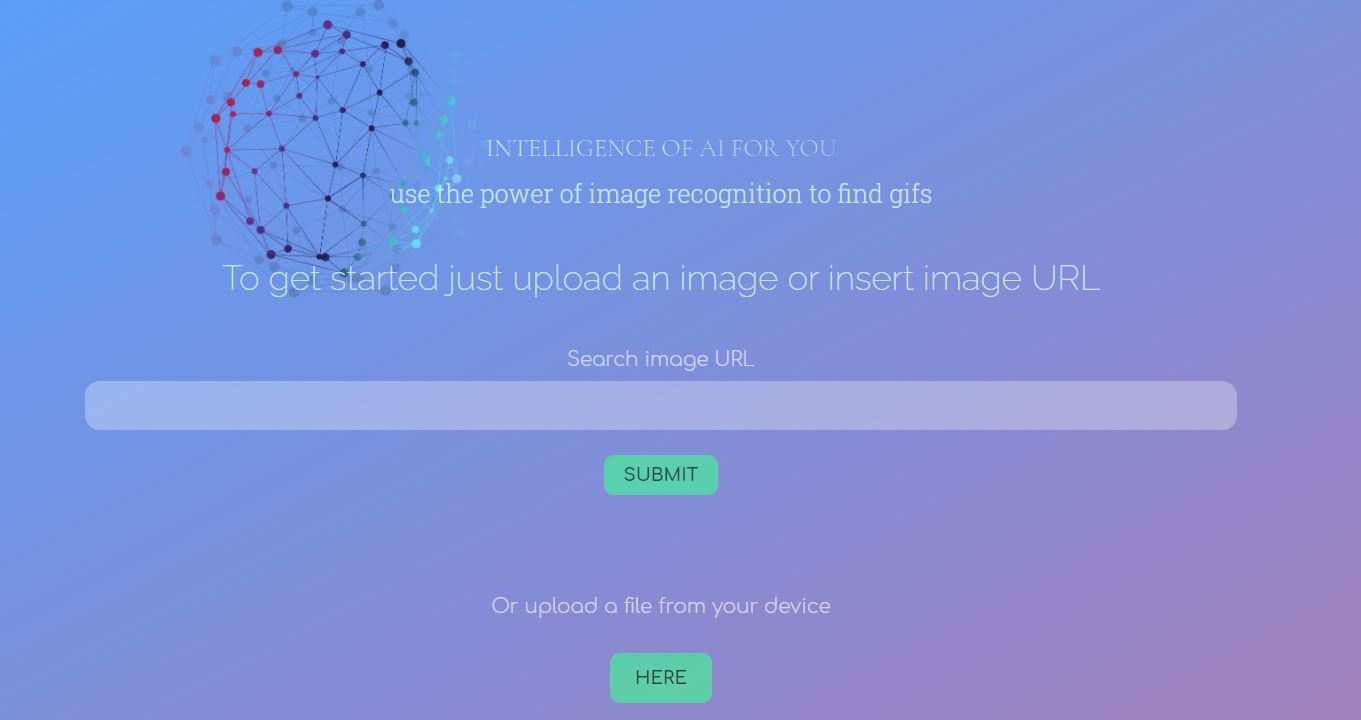 INTELLIGENCE OF AI FOR YOU
use the power of image recognition to find gifs
To get started just upload an image or insert image URL
Search image URL
SUBMIT
Or upload a file from your device
HERE